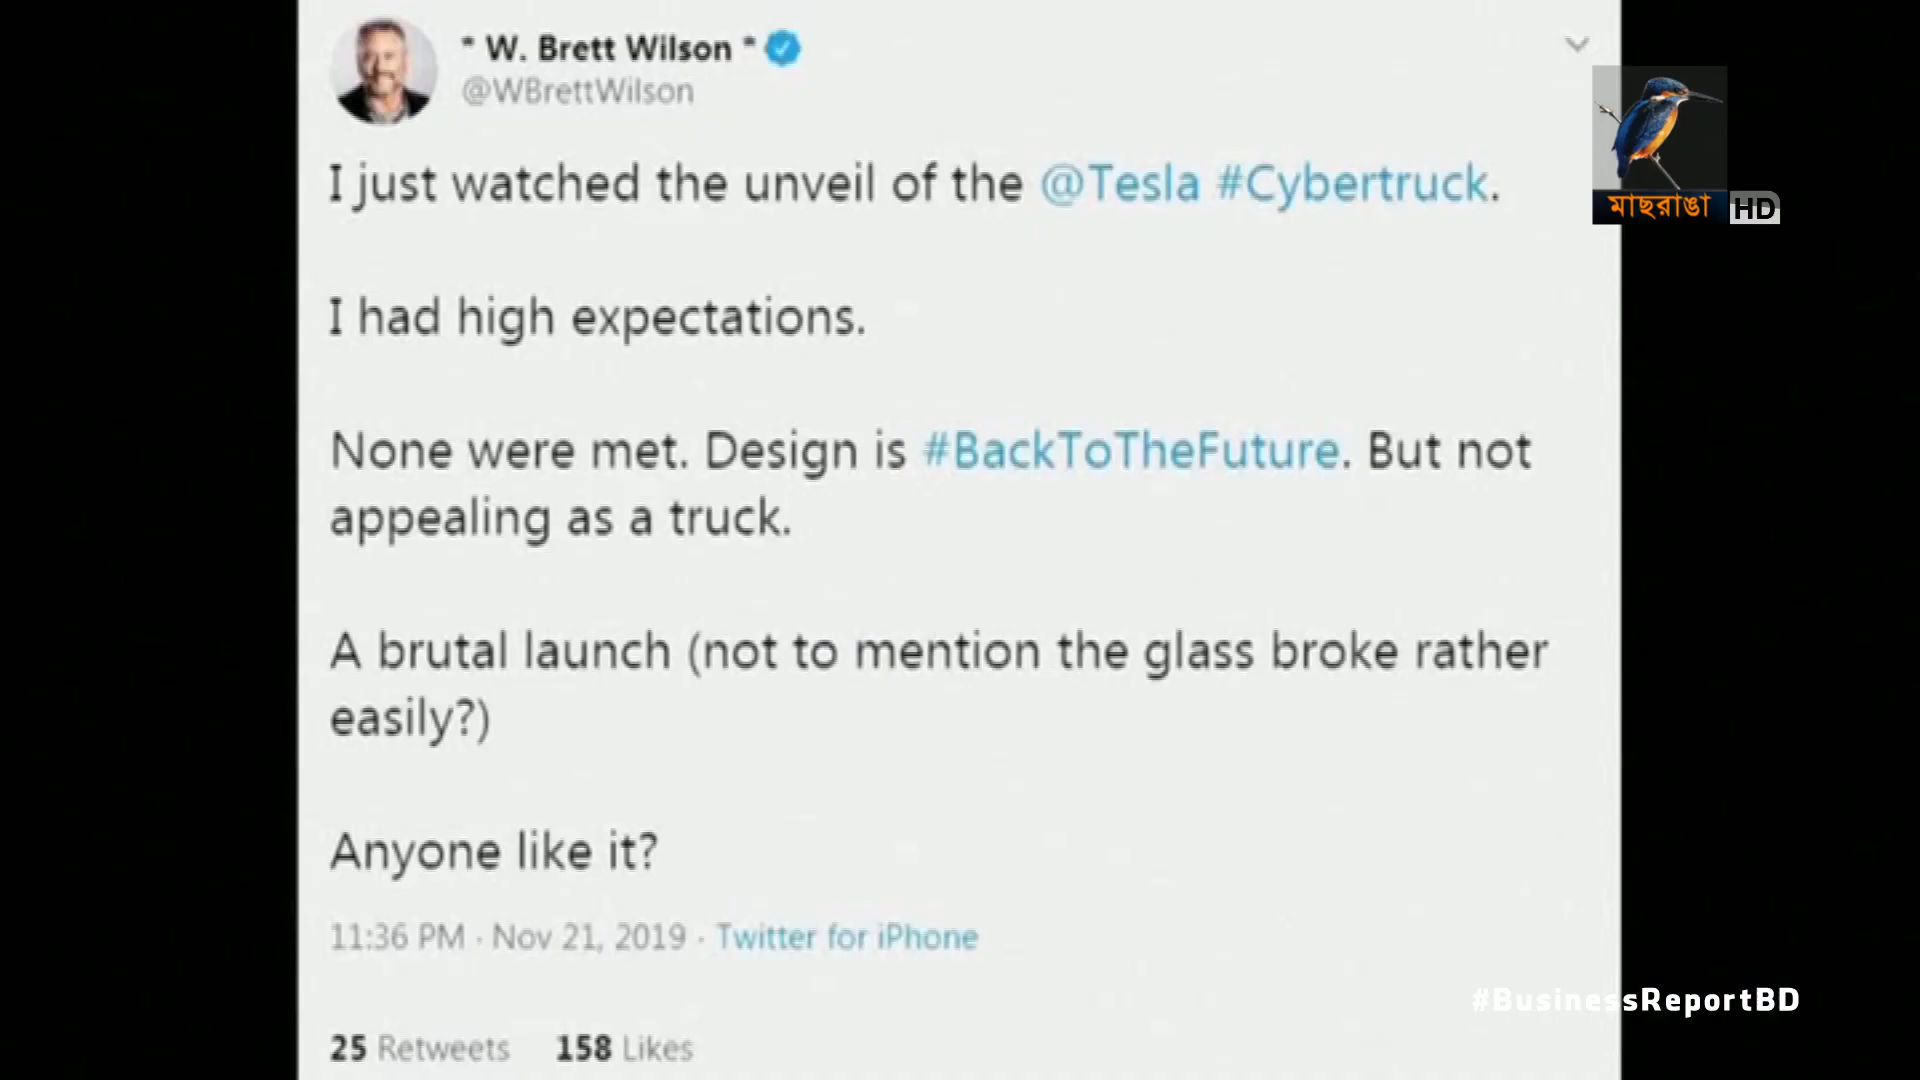 * W. Brett Wilson *
@WBrettWilson
মাছরাঙা HD
I just watched the unveil of the @Tesla #Cybertruck.
I had high expectations.
None were met. Design is #BackToTheFuture. But not
appealing as a truck.
A brutal launch (not to mention the glass broke rather
easily?)
Anyone like it?
11:36 PM · Nov 21, 2019 · Twitter for iPhone
#BusinessReportBD
25 Retweets 158 Likes